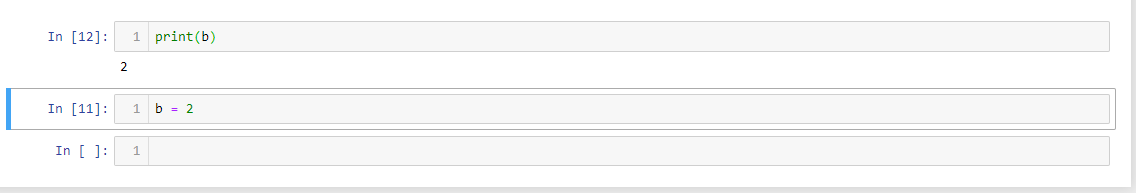 In [12]: 1 print(b)
2
In [11]: 1 b = 2
In [ ]: 1